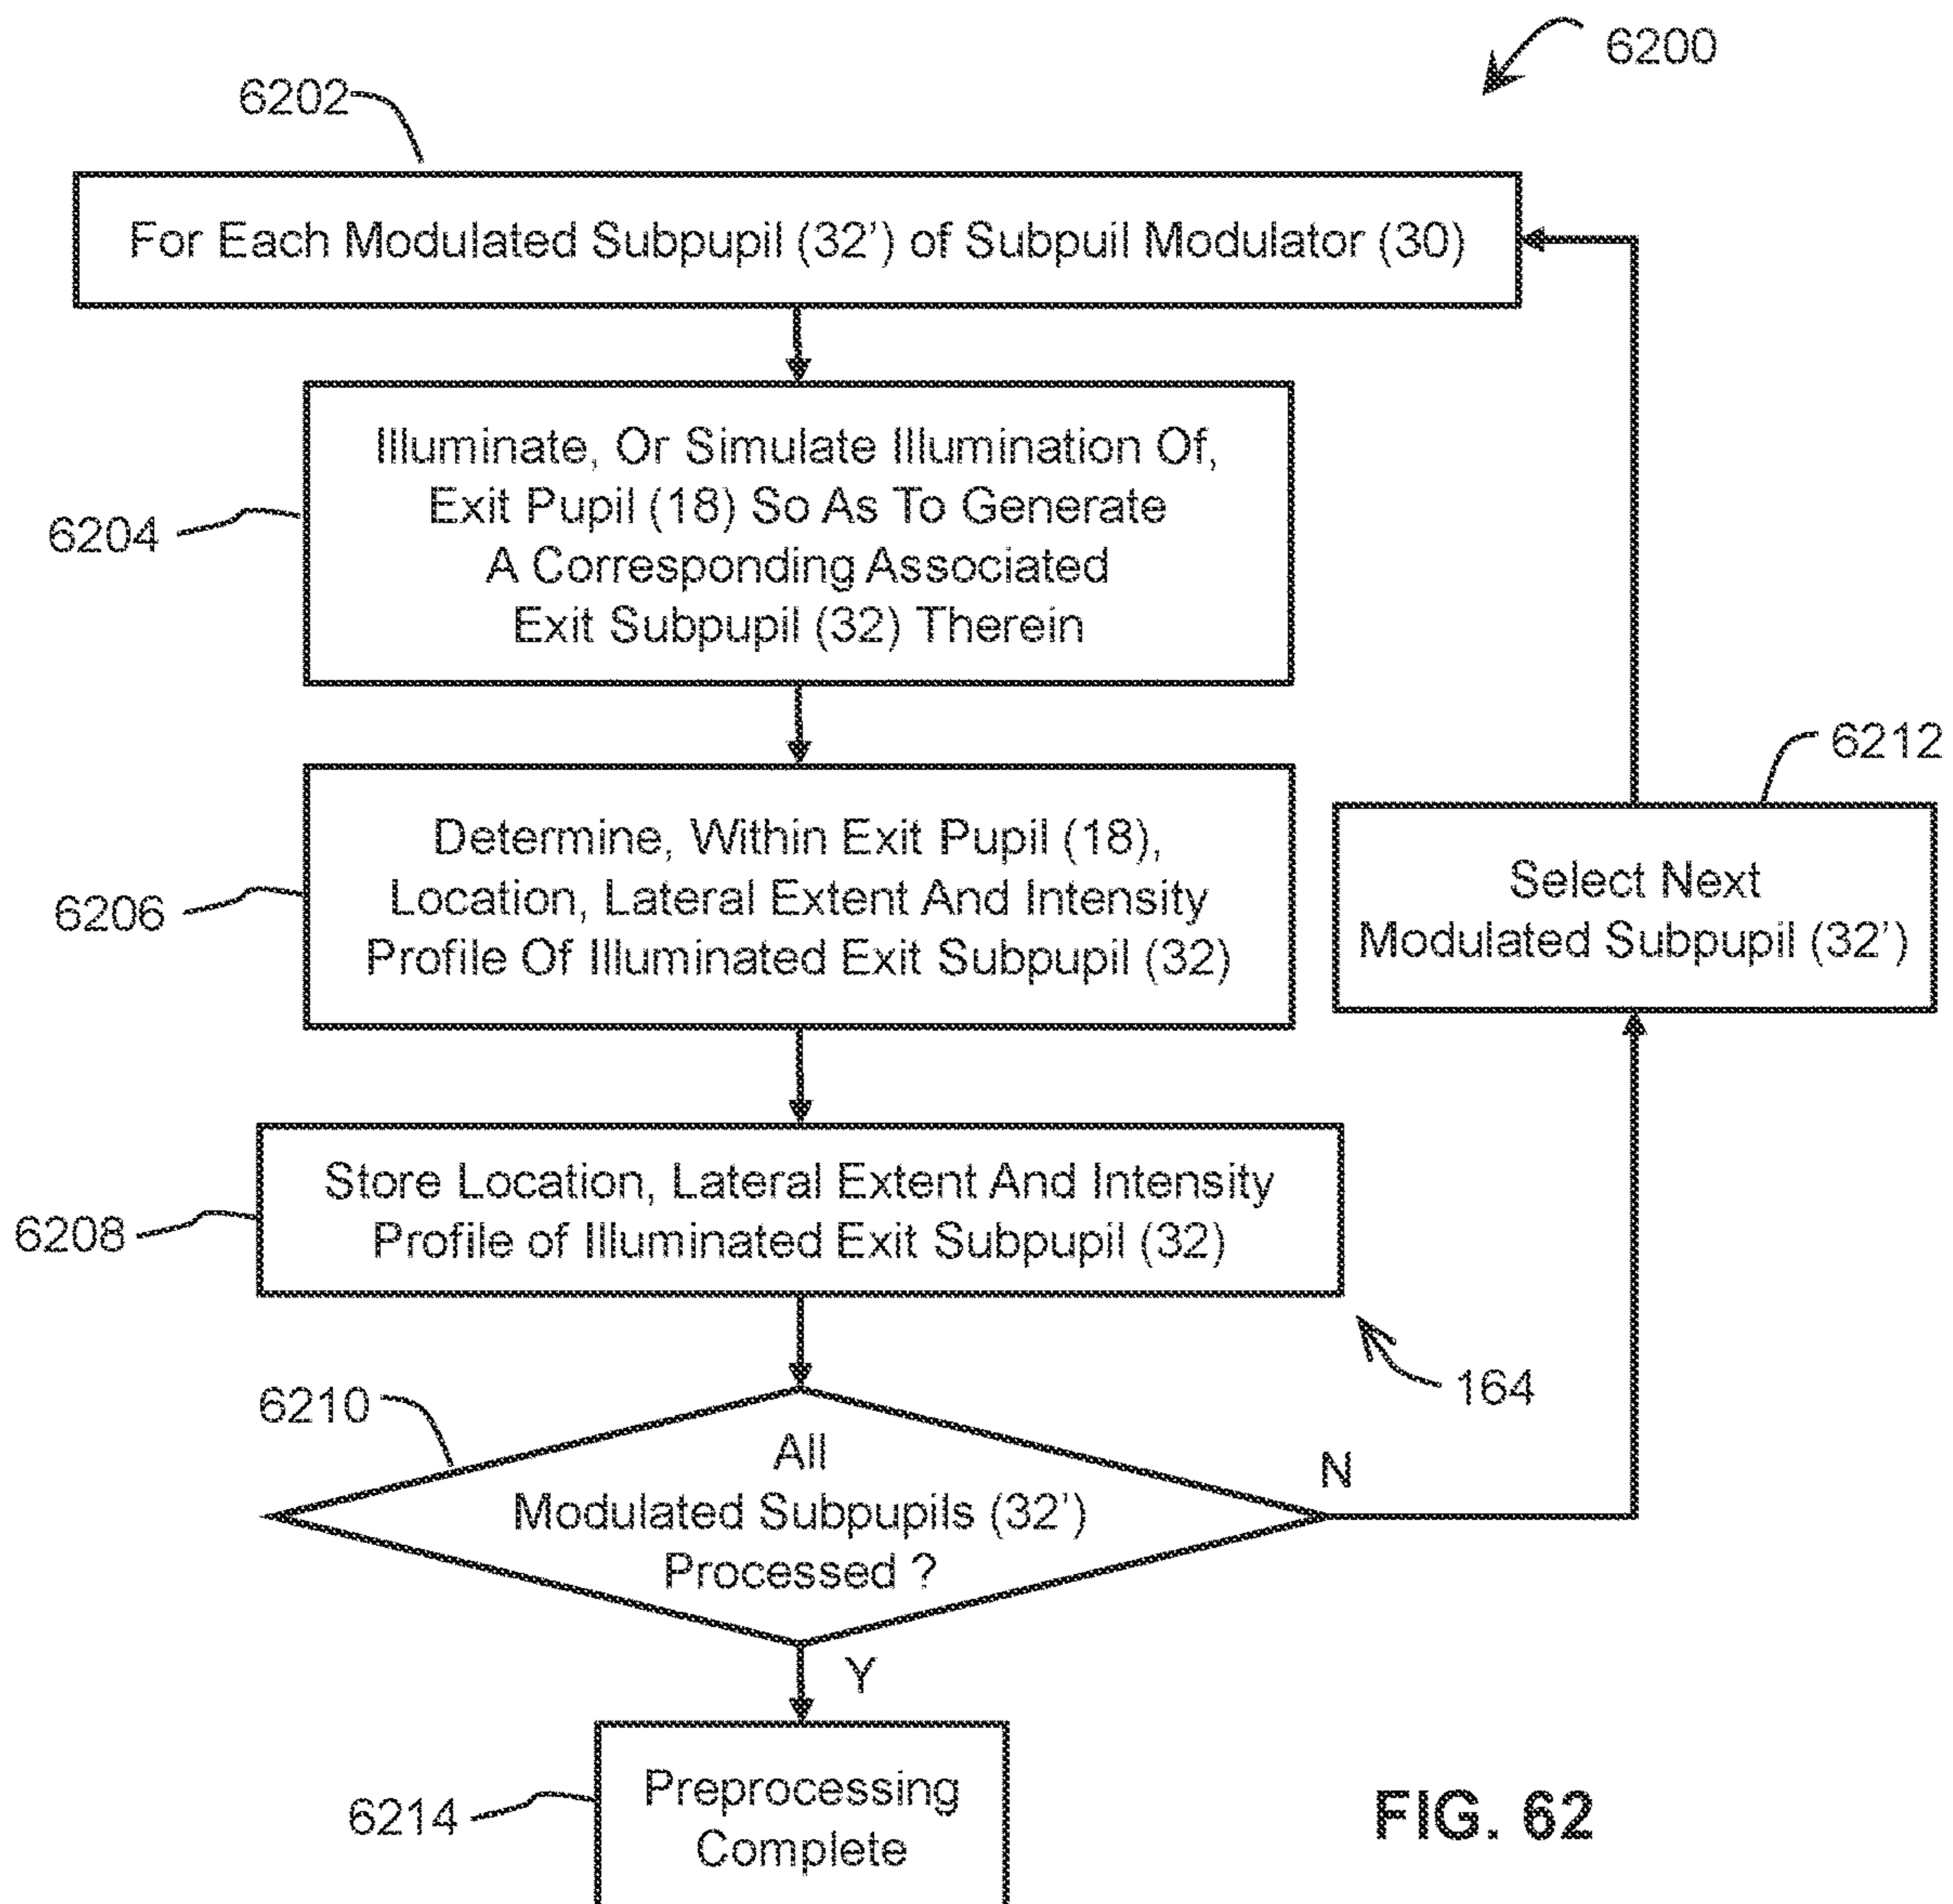 6200
6202
For Each Modulated Subpupil (32') of Subpuil Modulator (30)
6204
Illuminate, Or Simulate Illumination Of,
Exit Pupil (18) So As To Generate
A Corresponding Associated
Exit Subpupil (32) Therein
6206
Determine, Within Exit Pupil (18),
Location, Lateral Extent And Intensity
Profile Of Illuminated Exit Subpupil (32)
6212
Select Next
Modulated Subpupil (32')
6208
Store Location, Lateral Extent And Intensity
Profile of Illuminated Exit Subpupil (32)
164
6210
All
Modulated Subpupils (32')
Processed ?
N
Y
6214
Preprocessing
Complete
FIG. 62